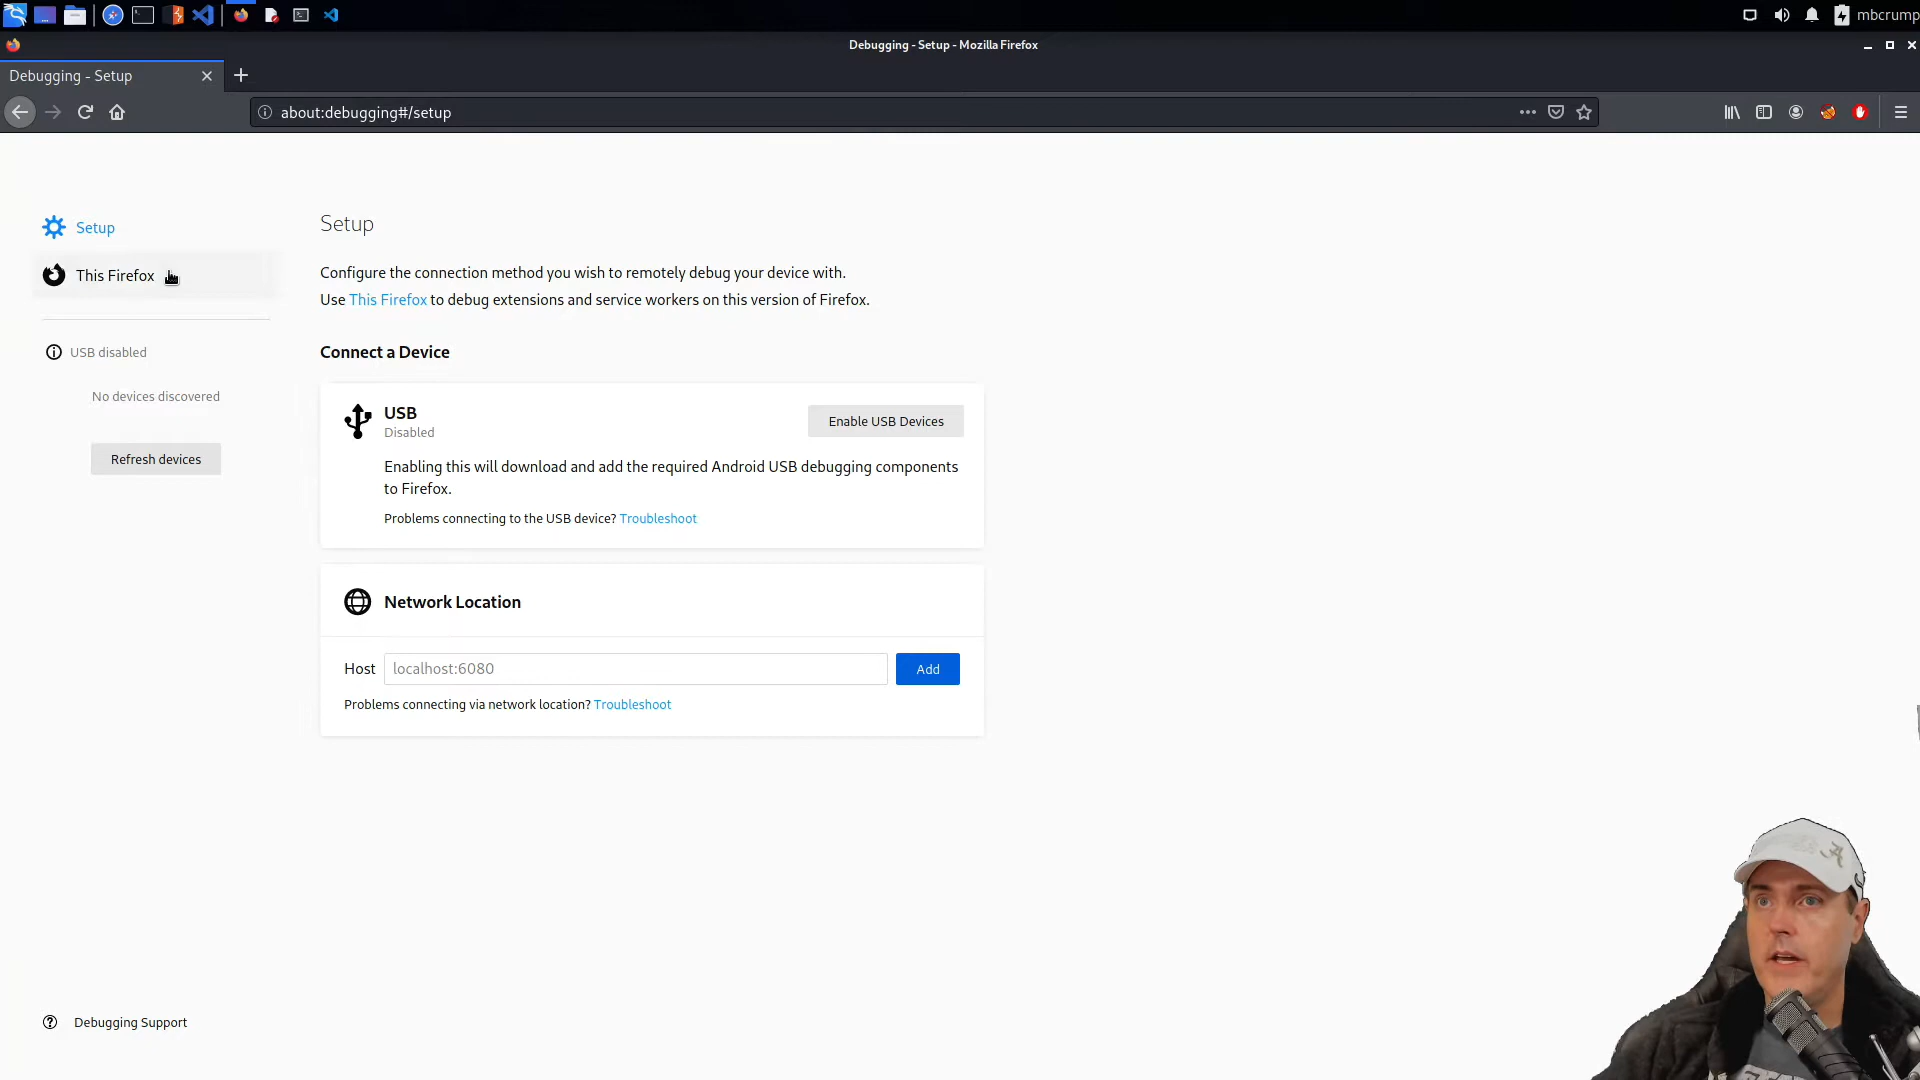 mbcrump
Debugging - Setup - Mozilla Firefox
Debugging - Setup
about:debugging#/setup
Setup
This Firefox
USB disabled
No devices discovered
Refresh devices
Setup
Configure the connection method you wish to remotely debug your device with.
Use This Firefox to debug extensions and service workers on this version of Firefox.
Connect a Device
USB
Disabled
Enable USB Devices
Enabling this will download and add the required Android USB debugging components
to Firefox.
Problems connecting to the USB device? Troubleshoot
Network Location
Host
localhost:6080
Add
Problems connecting via network location? Troubleshoot
Debugging Support